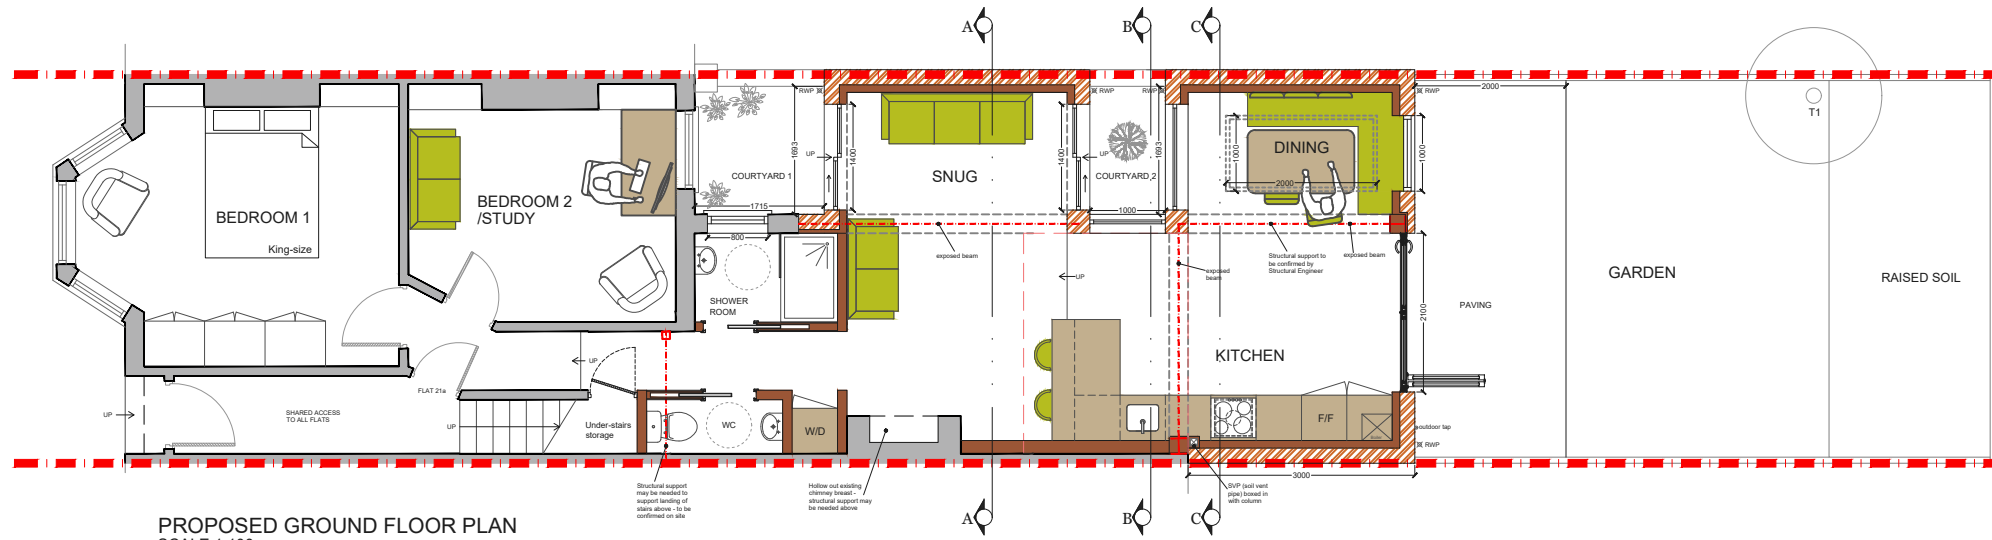 A
B
C
RWP
RWP
RWP
RWP
2000
T1
1693
1400
UP
COURTYARD 1
SNUG
1400
UP
COURTYARD 2
1693
1000
DINING
2000
1000
1000
BEDROOM 1
King-size
BEDROOM 2
/STUDY
1715
800
exposed beam
exposed
beam
Structural support to
be confirmed by
Structural Engineer
exposed beam
UP
SHOWER
ROOM
GARDEN
RAISED SOIL
PAVING
2100
KITCHEN
UP
FLAT 21a
UP
SHARED ACCESS
TO ALL FLATS
UP
Under-stairs
storage
WC
W/D
F/F
outdoor tap
RWP
3000
Structural support
may be needed to
support landing of
stairs above - to be
confirmed on site
Hollow out existing
chimney breast -
structural support may
be needed above
SVP (soil vent
pipe) boxed in
with column
A
B
C
PROPOSED GROUND FLOOR PLAN